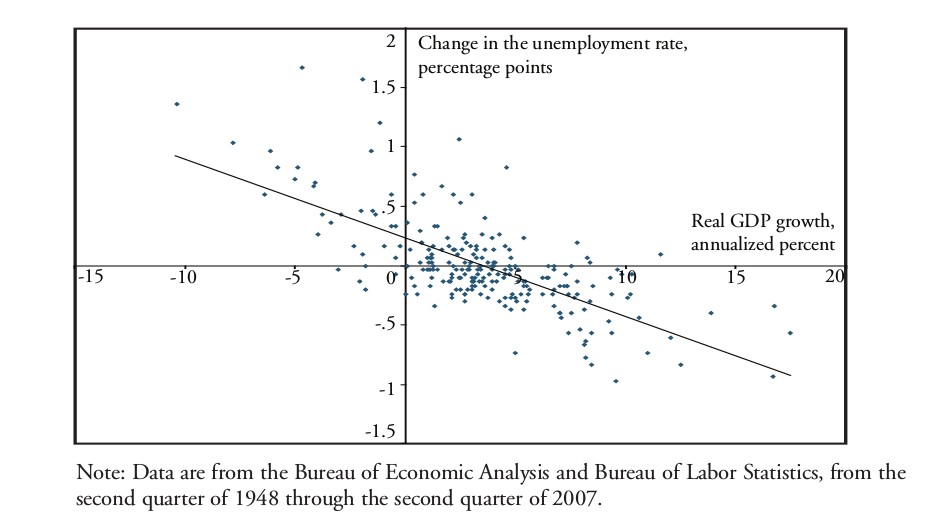 2
Change in the unemployment rate,
percentage points
1.5
1
.5
Real GDP growth,
annualized percent
-15 -10 -5 0 5 10 15 20
-.5
-1
-1.5
Note: Data are from the Bureau of Economic Analysis and Bureau of Labor Statistics, from the
second quarter of 1948 through the second quarter of 2007.